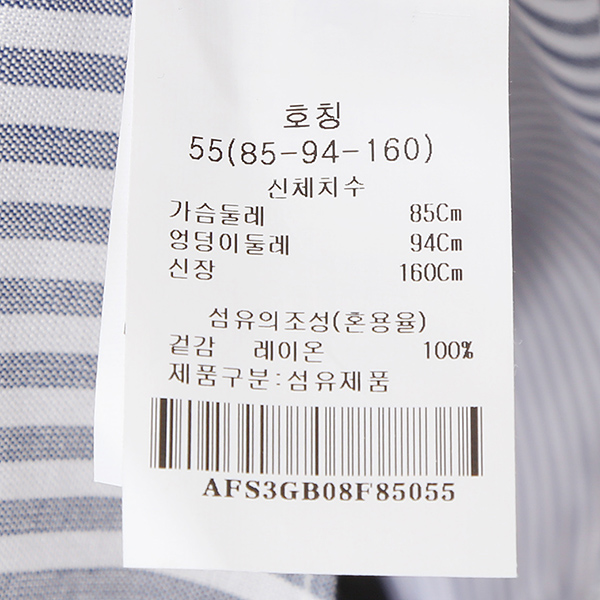 호칭
55(85-94-160)
신체치수
가슴둘레 85Cm
엉덩이둘레 94Cm
신장 160Cm
섬유의조성(혼용율)
겉감 레이온 100%
제품구분:섬유제품
AFS3GB08F85055